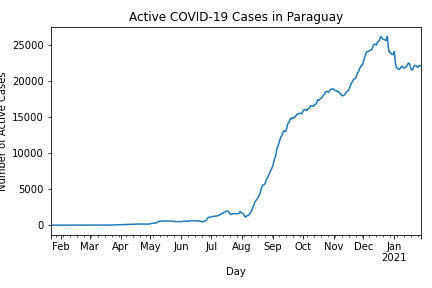 Active COVID-19 Cases in Paraguay
Number of Active Cases
25000
20000
15000
10000
5000
0
Feb Mar Apr May Jun Jul Aug Sep Oct Nov Dec Jan
2021
Day